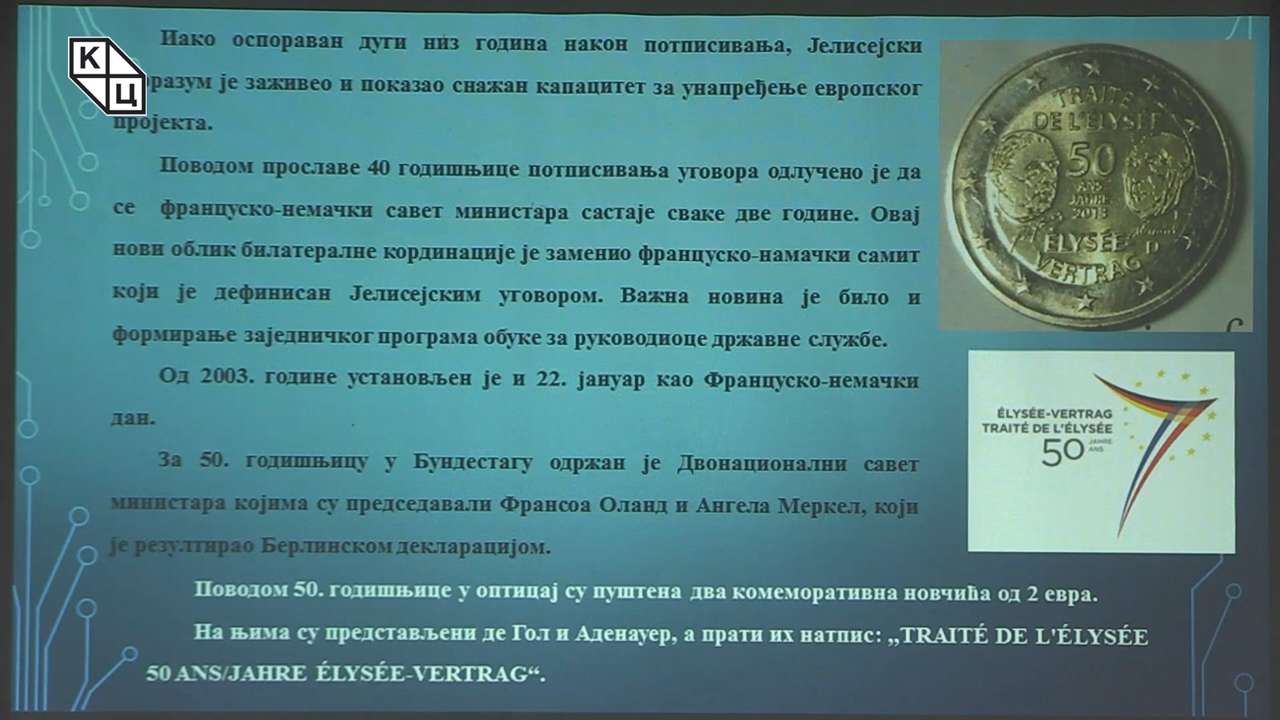 К
Ц
Иако оспораван дуги низ година након потписивања, Јелисејски
је заживео и показао снажан капацитет за унапређење европског
пројекта.
Поводом прославе 40 годишњице потписивања уговора одлучено је да
се француско-немачки савет министара састаје сваке две године. Овај
нови облик билатералне кординације је заменио француско-намачки самит
који је дефинисан Јелисејским уговором. Важна новина је било и
формирање заједничког програма обуке за руководиоце државне службе.
Од 2003. године установљен је и 22. јануар као Француско-немачки
дан.
За 50. годишњицу у Бундестагу одржан је Двонационални савет
министара којима су председавали Франсоа Оланд и Ангела Меркел, који
је резултирао Берлинском декларацијом.
Поводом 50. годишњице у оптицај су пуштена два комеморативна новчића од 2 евра.
На њима су представљени де Гол и Аденауер, а прати их натпис: „TRAITÉ DE L'ÉLYSÉE
50 ANS/JAHRE ÉLYSÉE-VERTRAG“.
TRAITÉ
DE L'ÉLYSÉE
50
ANS
JAHRE
2013
ÉLYSÉE
D
VERTRAG
ÉLYSÉE-VERTRAG
TRAITÉ DE L'ÉLYSÉE
50 JAHRE
ANS